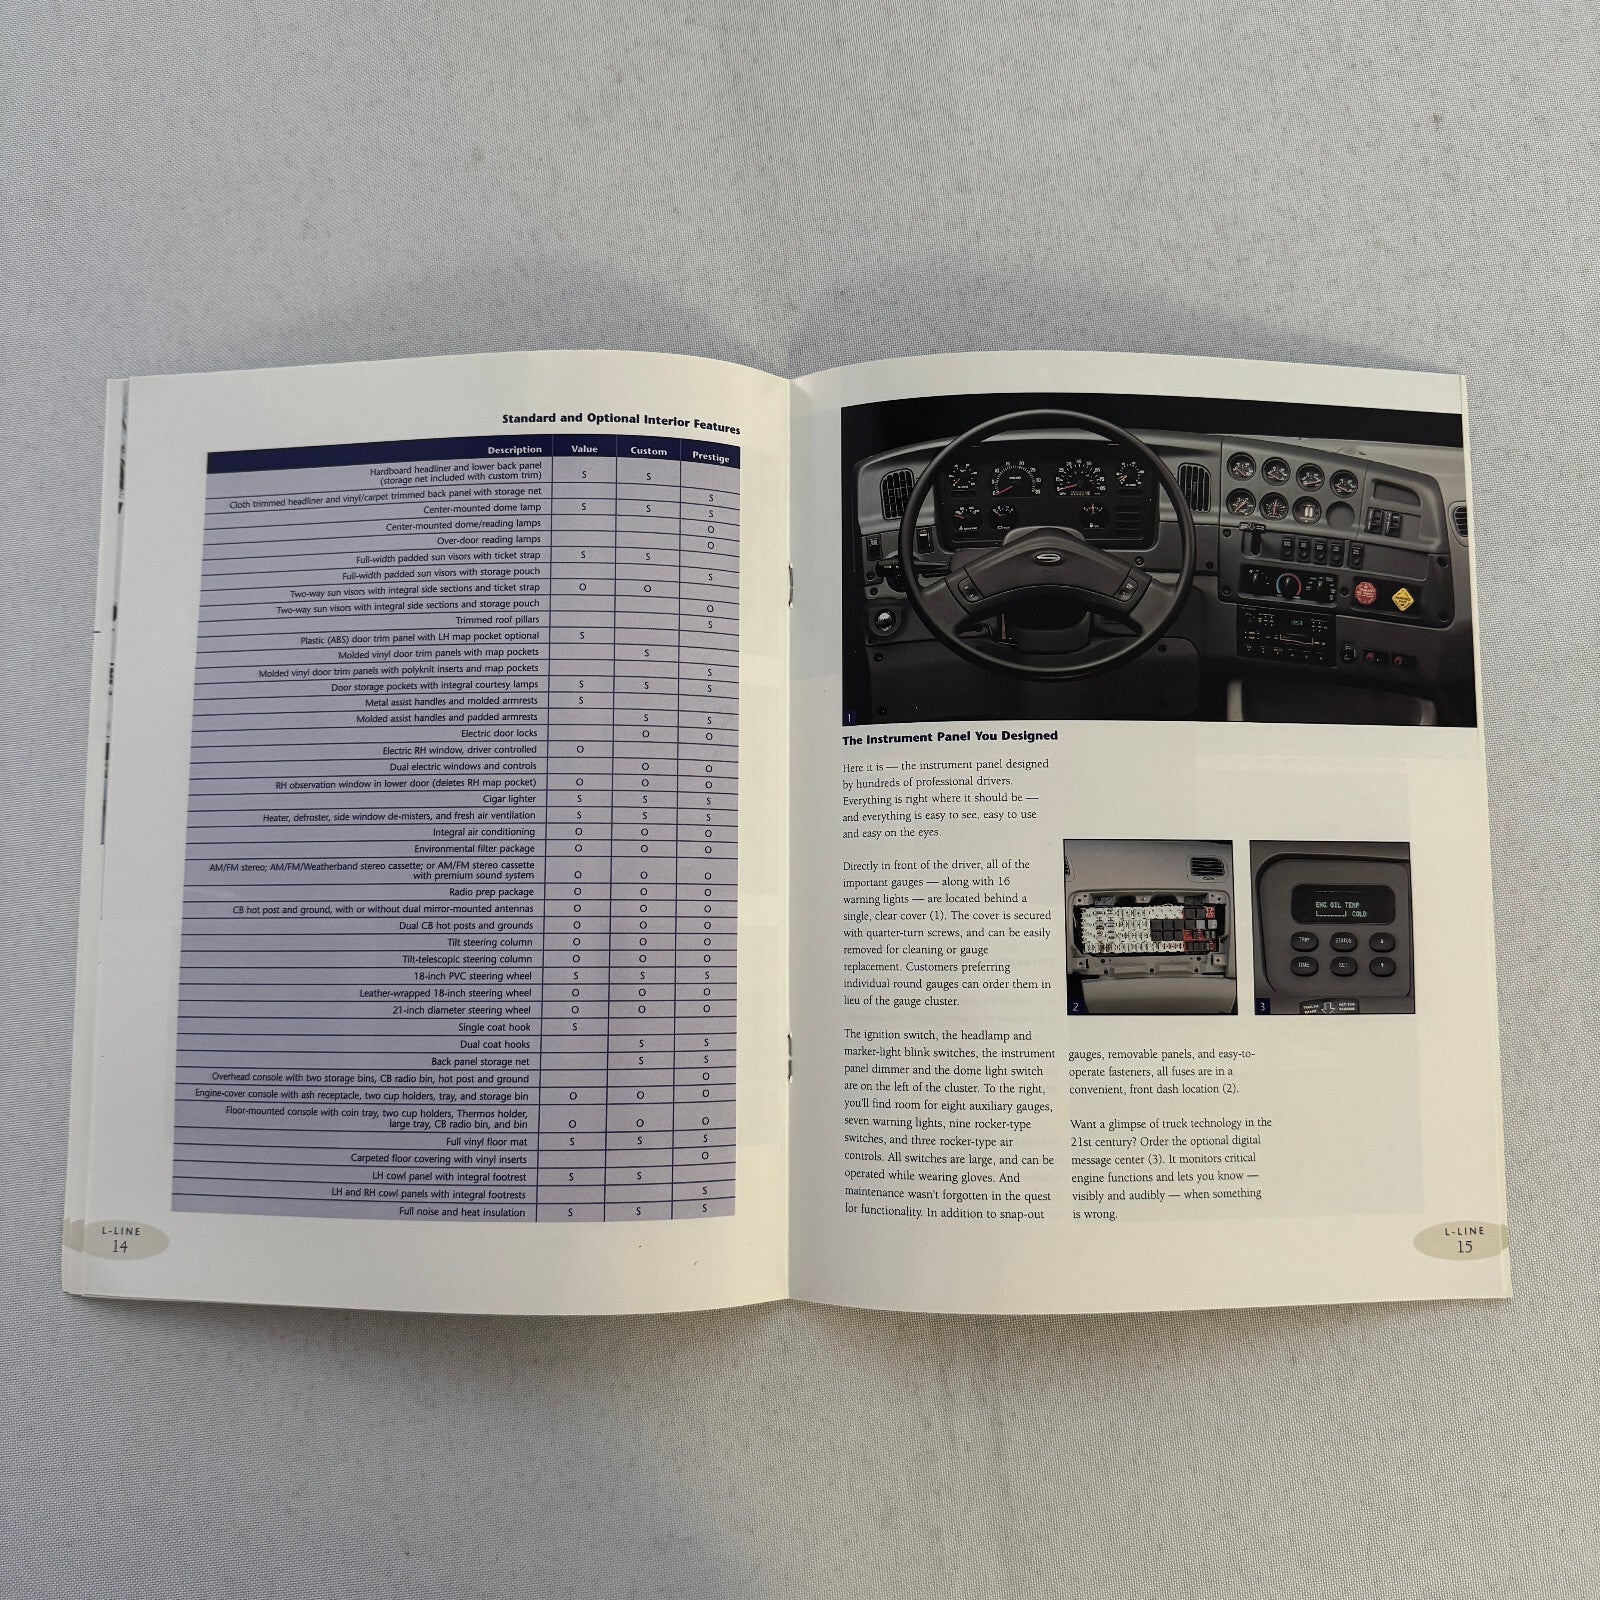 Standard and Optional Interior Features
Description Value Custom Prestige
Hardboard headliner and lower back panel
(storage net included with custom trim) S S
Cloth trimmed headliner and vinyl/carpet trimmed back panel with storage net S
Center-mounted dome lamp S S S
Center-mounted dome/reading lamps O
Over-door reading lamps O
Full-width padded sun visors with ticket strap S S
Full-width padded sun visors with storage pouch S
Two-way sun visors with integral side sections and ticket strap O O
Two-way sun visors with integral side sections and storage pouch O
Trimmed roof pillars S
Plastic (ABS) door trim panel with LH map pocket optional S
Molded vinyl door trim panels with map pockets S
Molded vinyl door trim panels with polyknit inserts and map pockets S
Door storage pockets with integral courtesy lamps S S S
Metal assist handles and molded armrests S
Molded assist handles and padded armrests S S
Electric door locks O O
Electric RH window, driver controlled O
Dual electric windows and controls O O
RH observation window in lower door (deletes RH map pocket) O O O
Cigar lighter S S S
Heater, defroster, side window de-misters, and fresh air ventilation S S S
Integral air conditioning O O O
Environmental filter package O O O
AM/FM stereo; AM/FM/Weatherband stereo cassette; or AM/FM stereo cassette
with premium sound system O O O
Radio prep package O O O
CB hot post and ground, with or without dual mirror-mounted antennas O O O
Dual CB hot posts and grounds O O O
Tilt steering column O O O
Tilt-telescopic steering column O O O
18-inch PVC steering wheel S S S
Leather-wrapped 18-inch steering wheel O O O
21-inch diameter steering wheel O O O
Single coat hook S
Dual coat hooks S S
Back panel storage net S S
Overhead console with two storage bins, CB radio bin, hot post and ground O
Engine-cover console with ash receptacle, two cup holders, tray, and storage bin O O O
Floor-mounted console with coin tray, two cup holders, Thermos holder,
large tray, CB radio bin, and bin O O O
Full vinyl floor mat S S S
Carpeted floor covering with vinyl inserts O
LH cowl panel with integral footrest S S
LH and RH cowl panels with integral footrests S
Full noise and heat insulation S S S
L-LINE
14
1
The Instrument Panel You Designed
Here it is — the instrument panel designed
by hundreds of professional drivers.
Everything is right where it should be —
and everything is easy to see, easy to use
and easy on the eyes.
Directly in front of the driver, all of the
important gauges — along with 16
warning lights — are located behind a
single, clear cover (1). The cover is secured
with quarter-turn screws, and can be easily
removed for cleaning or gauge
replacement. Customers preferring
individual round gauges can order them in
lieu of the gauge cluster.
The ignition switch, the headlamp and
marker-light blink switches, the instrument
panel dimmer and the dome light switch
are on the left of the cluster. To the right,
you'll find room for eight auxiliary gauges,
seven warning lights, nine rocker-type
switches, and three rocker-type air
controls. All switches are large, and can be
operated while wearing gloves. And
maintenance wasn't forgotten in the quest
for functionality. In addition to snap-out
2
ENG OIL TEMP
COLD
TRIP STATUS
TIME SET
3
gauges, removable panels, and easy-to-
operate fasteners, all fuses are in a
convenient, front dash location (2).
Want a glimpse of truck technology in the
21st century? Order the optional digital
message center (3). It monitors critical
engine functions and lets you know —
visibly and audibly — when something
is wrong.
L-LINE
15